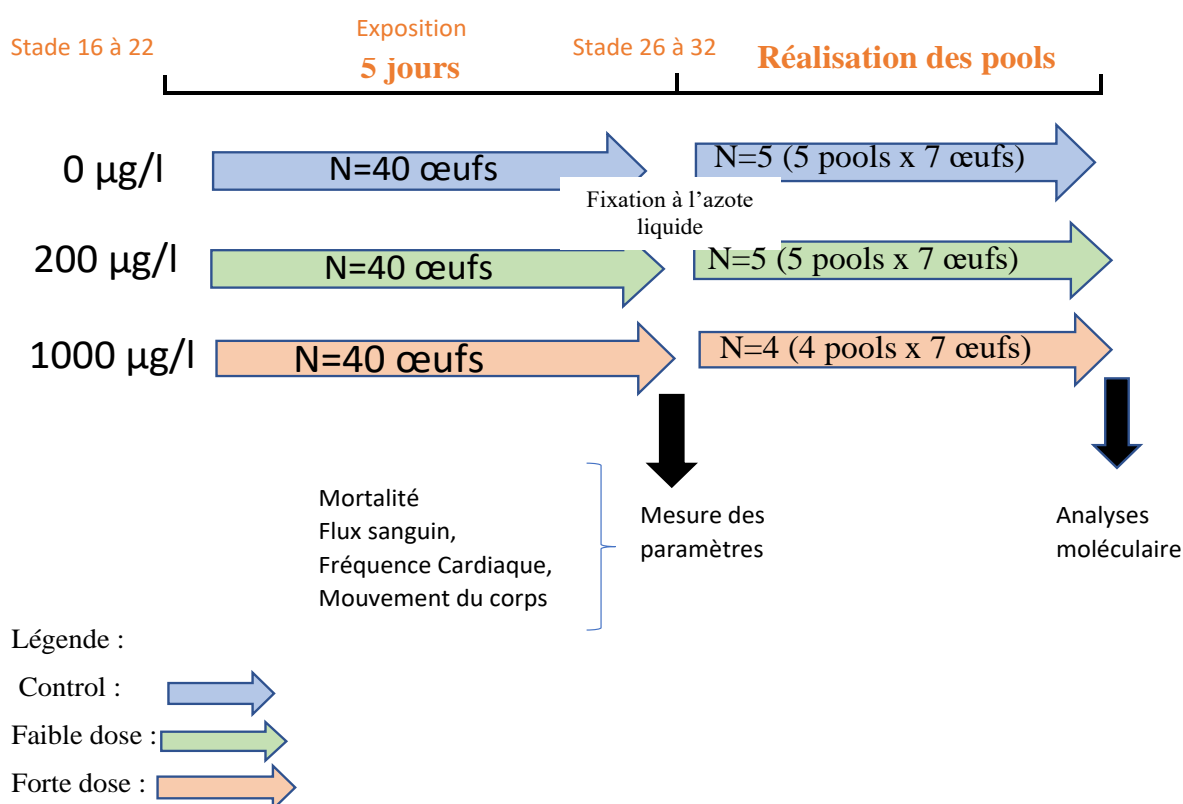 Stade 16 à 22
Exposition
5 jours
Stade 26 à 32
Réalisation des pools
0 µg/l
N=40 œufs
N=5 (5 pools x 7 œufs)
Fixation à l’azote
liquide
200 µg/l
N=40 œufs
N=5 (5 pools x 7 œufs)
1000 µg/l
N=40 œufs
N=4 (4 pools x 7 œufs)
Mortalité
Flux sanguin,
Fréquence Cardiaque,
Mouvement du corps
Mesure des
paramètres
Analyses
moléculaire
Légende :
Control :
Faible dose :
Forte dose :